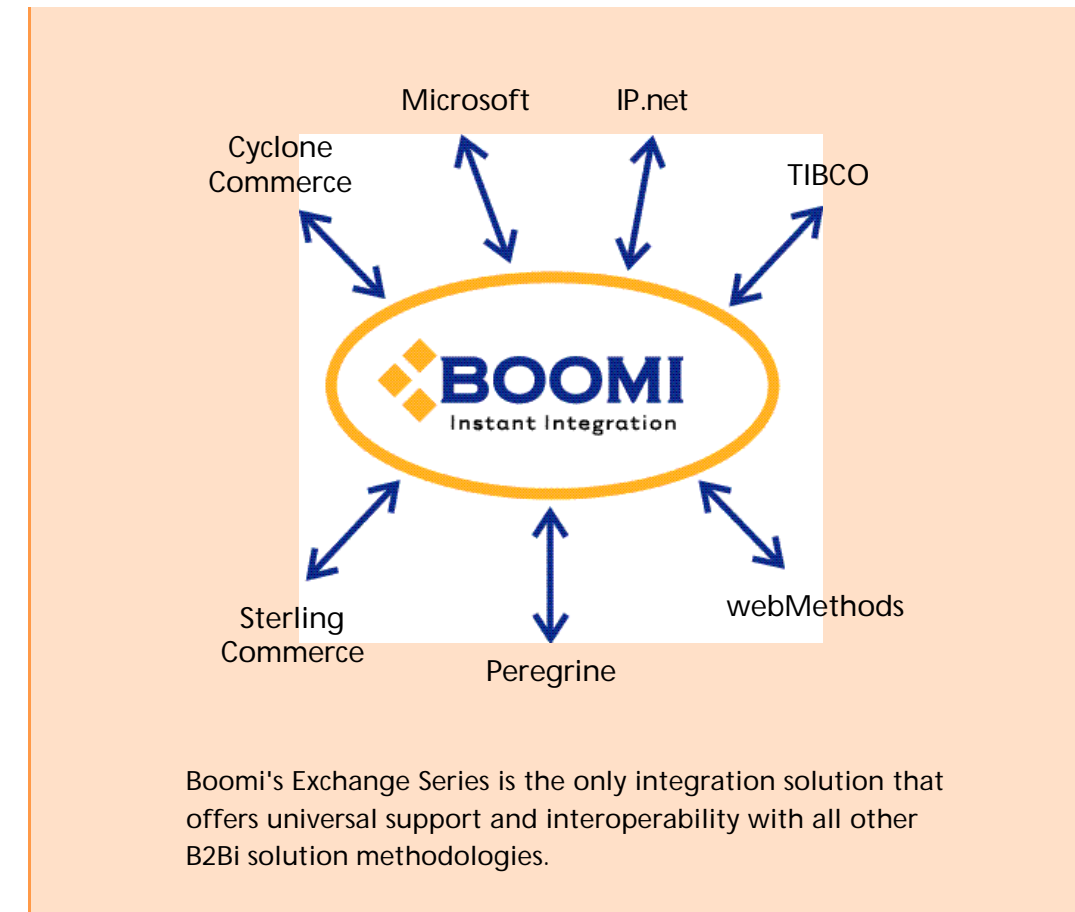 Microsoft
IP.net
Cyclone
Commerce
TIBCO
BOOMI
Instant Integration
Sterling
Commerce
webMethods
Peregrine
Boomi's Exchange Series is the only integration solution that
offers universal support and interoperability with all other
B2Bi solution methodologies.